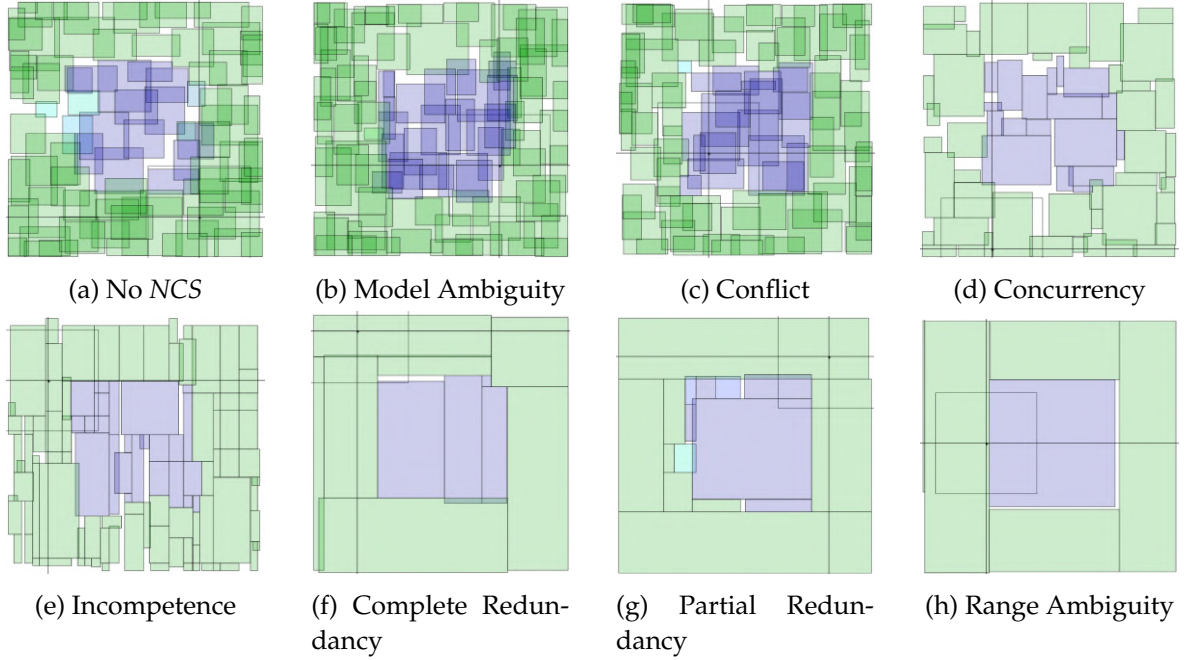 (a) No NCS
(b) Model Ambiguity
(c) Conflict
(d) Concurrency
(e) Incompetence
(f) Complete Redun-
dancy
(g) Partial Redun-
dancy
(h) Range Ambiguity